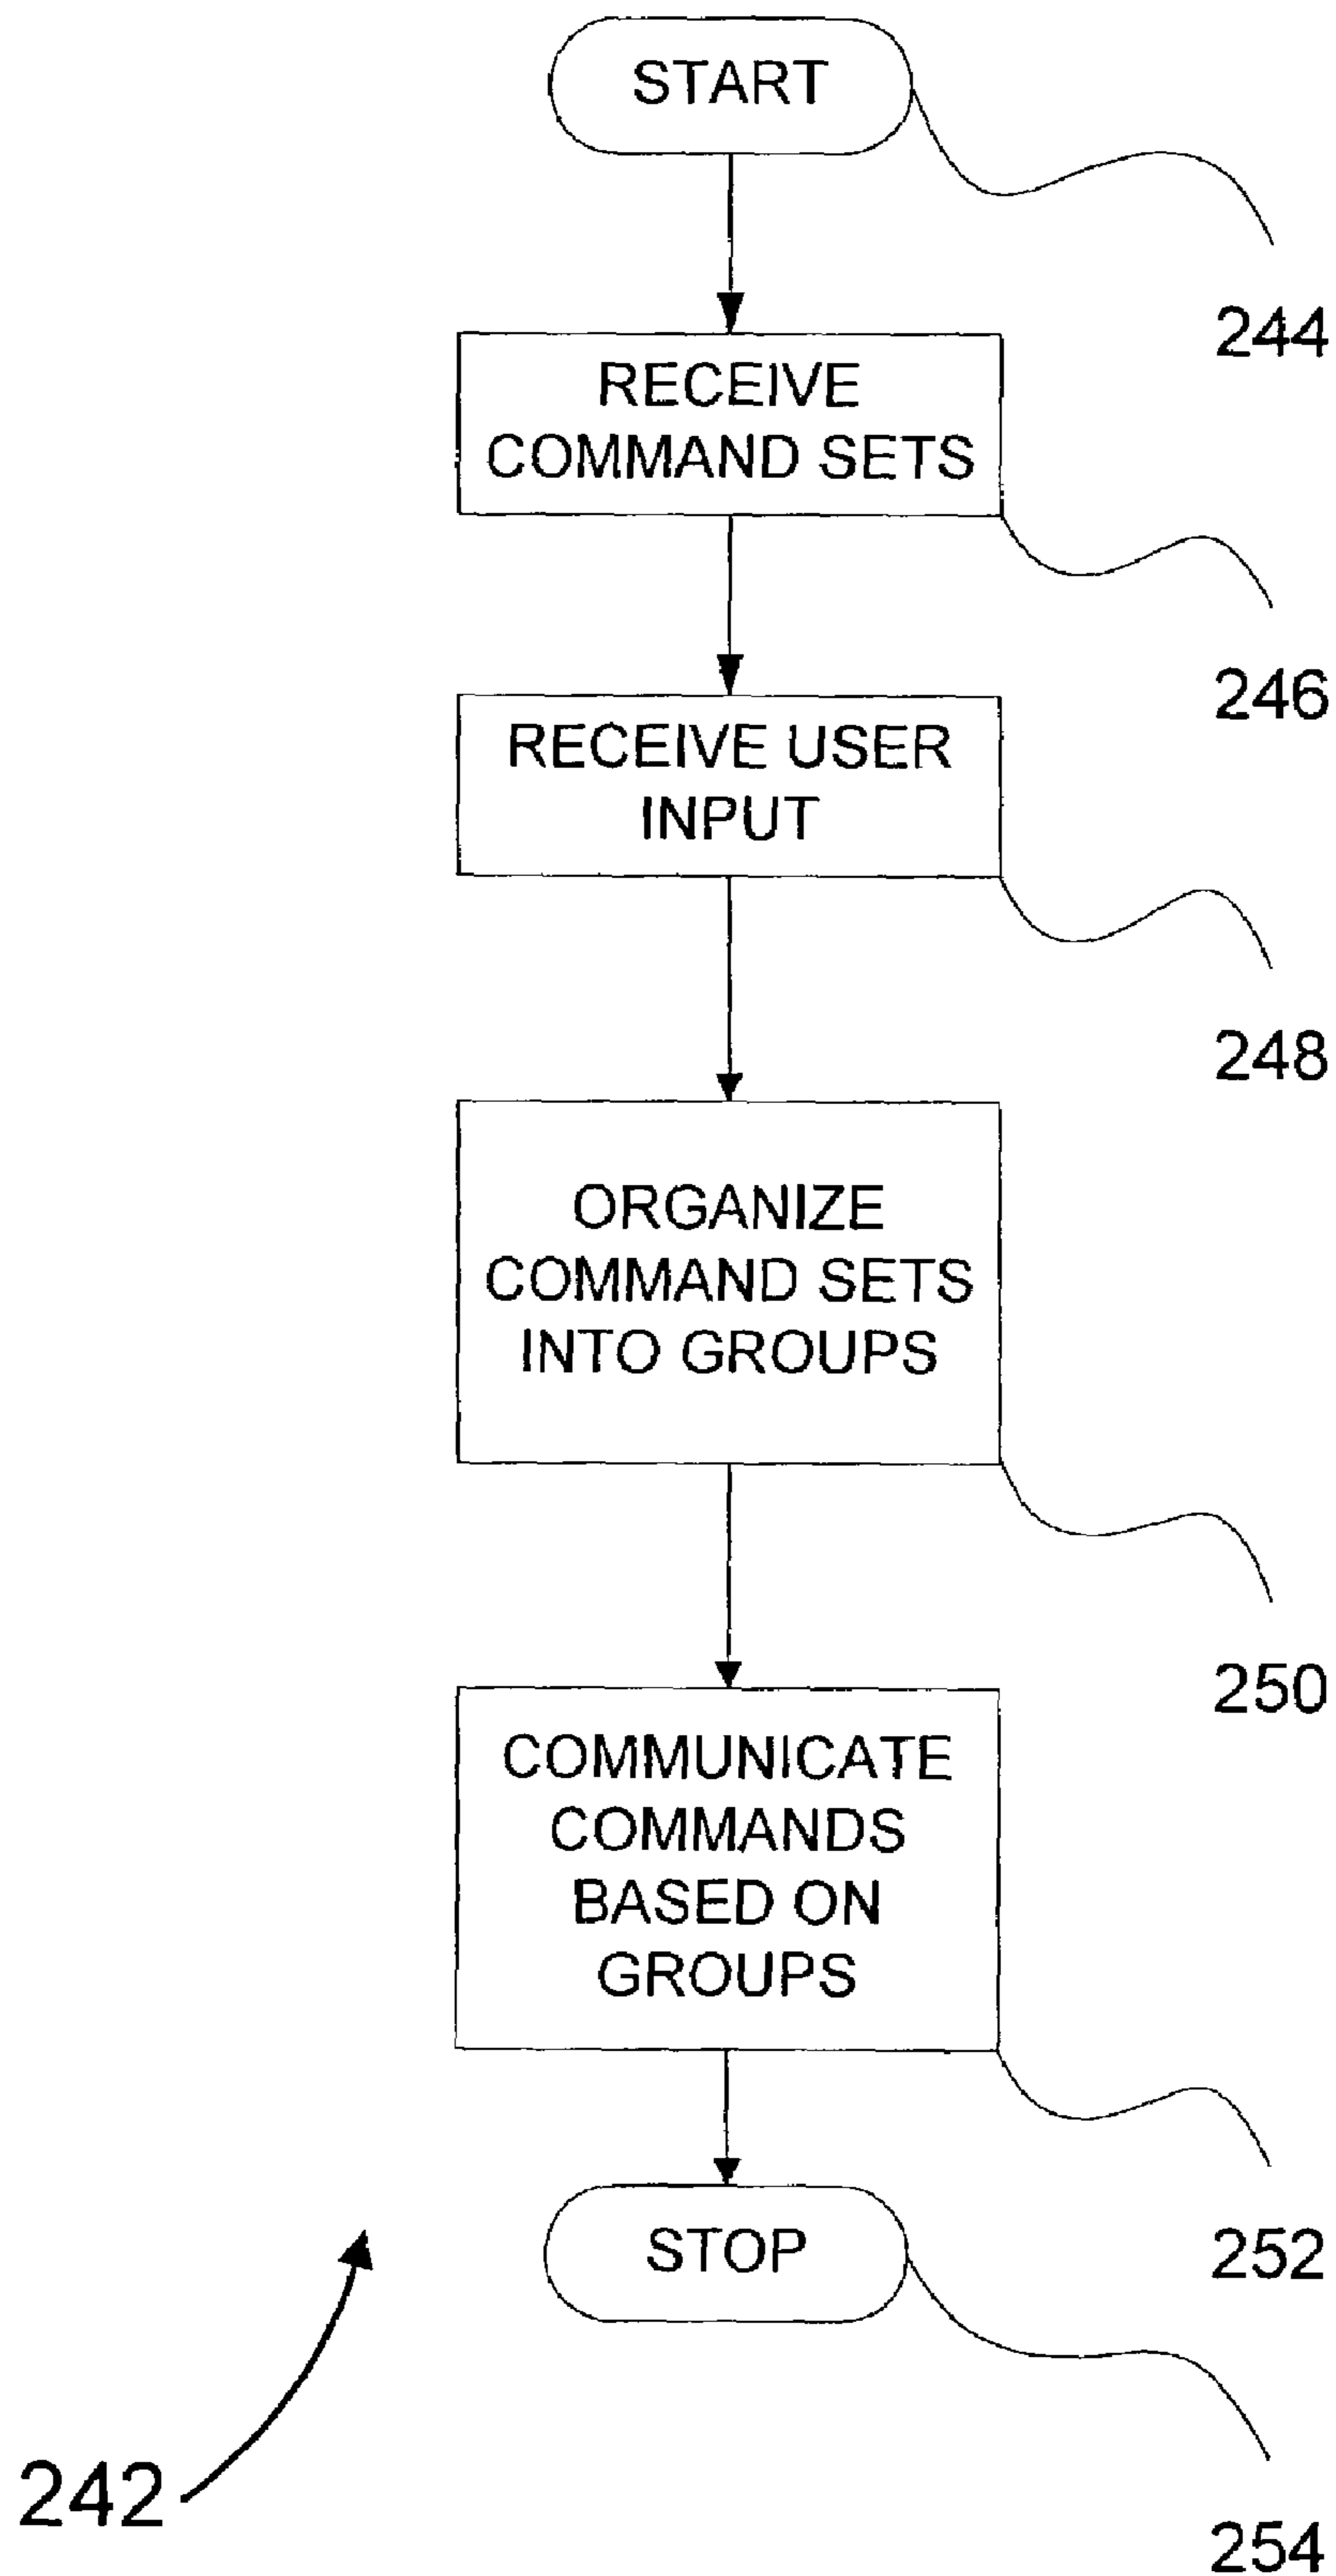 START
244
RECEIVE
COMMAND SETS
246
RECEIVE USER
INPUT
248
ORGANIZE
COMMAND SETS
INTO GROUPS
250
COMMUNICATE
COMMANDS
BASED ON
GROUPS
252
STOP
254
242